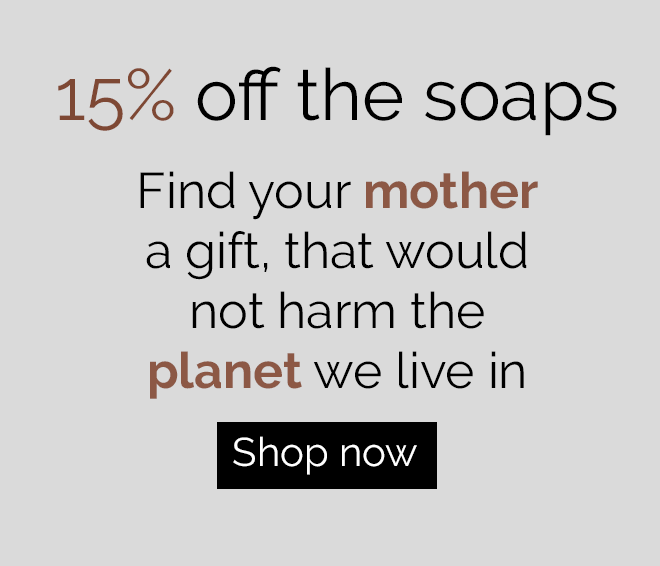 15% off the soaps
Find your mother
a gift, that would
not harm the
planet we live in
Shop now